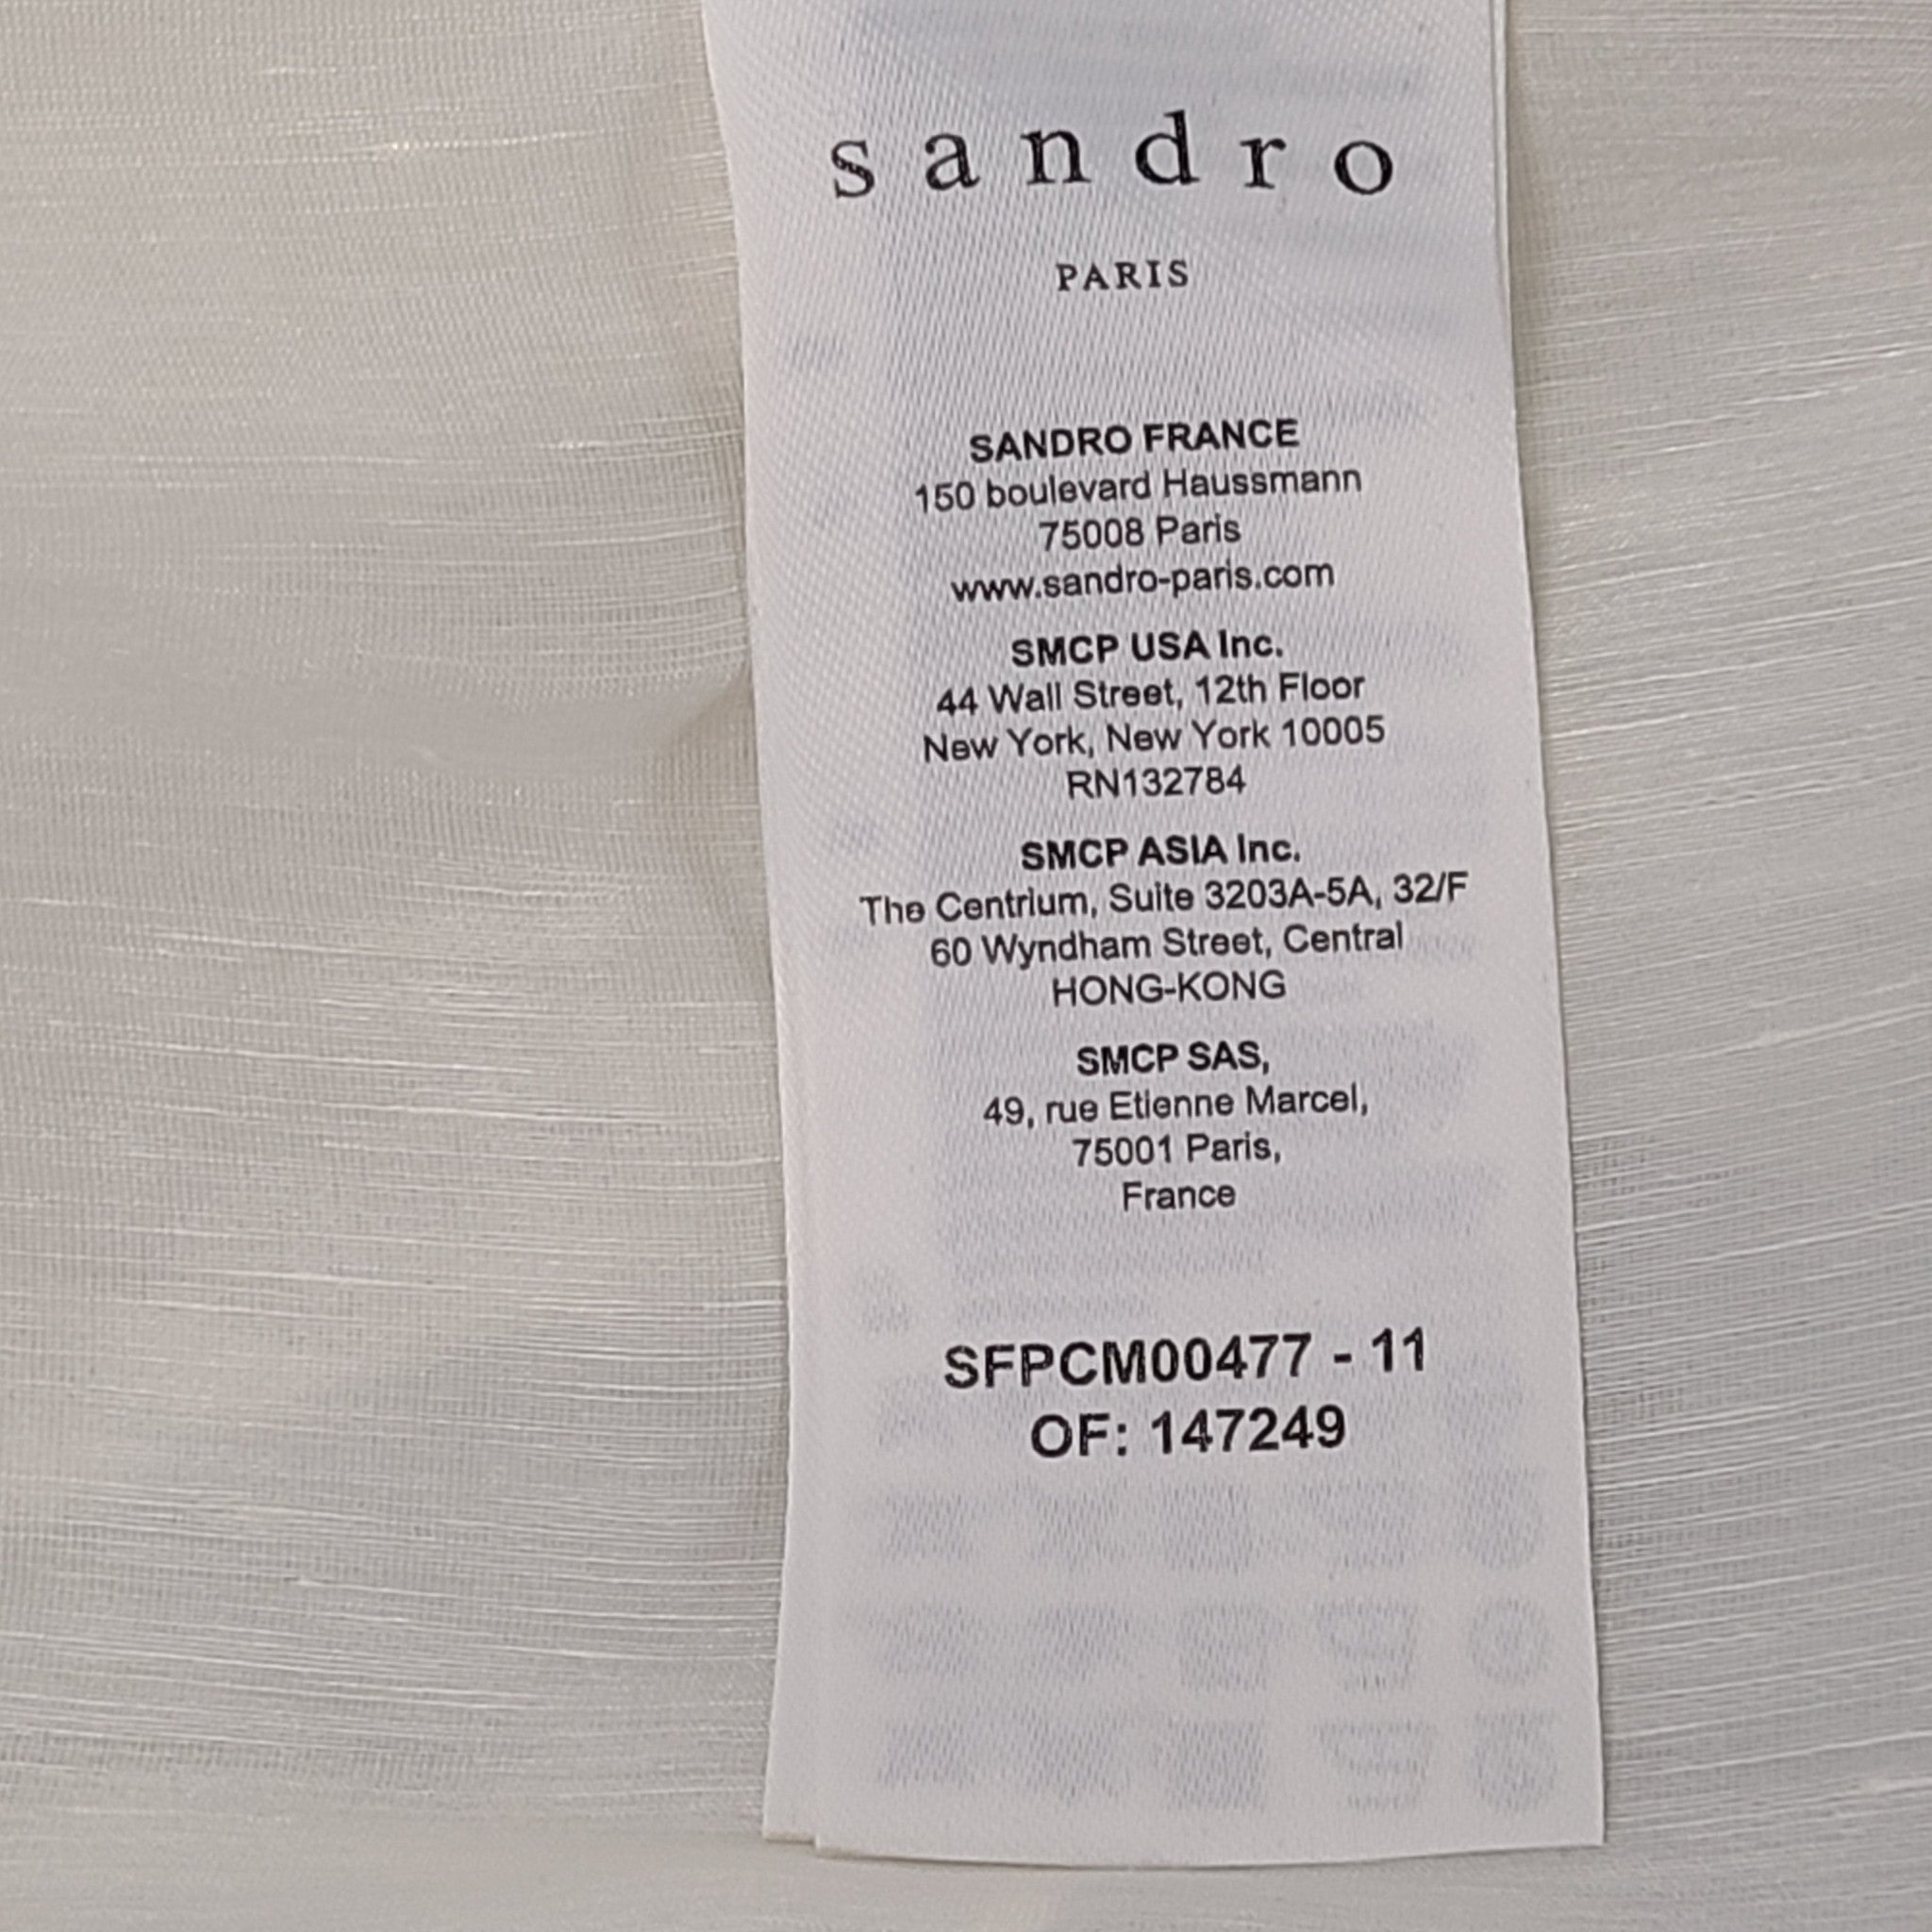 sandro
PARIS
SANDRO FRANCE
150 boulevard Haussmann
75008 Paris
www.sandro-paris.com
SMCP USA Inc.
44 Wall Street, 12th Floor
New York, New York 10005
RN132784
SMCP ASIA Inc.
The Centrium, Suite 3203A-5A, 32/F
60 Wyndham Street, Central
HONG-KONG
SMCP SAS,
49, rue Etienne Marcel,
75001 Paris,
France
SFPCM00477 - 11
OF: 147249